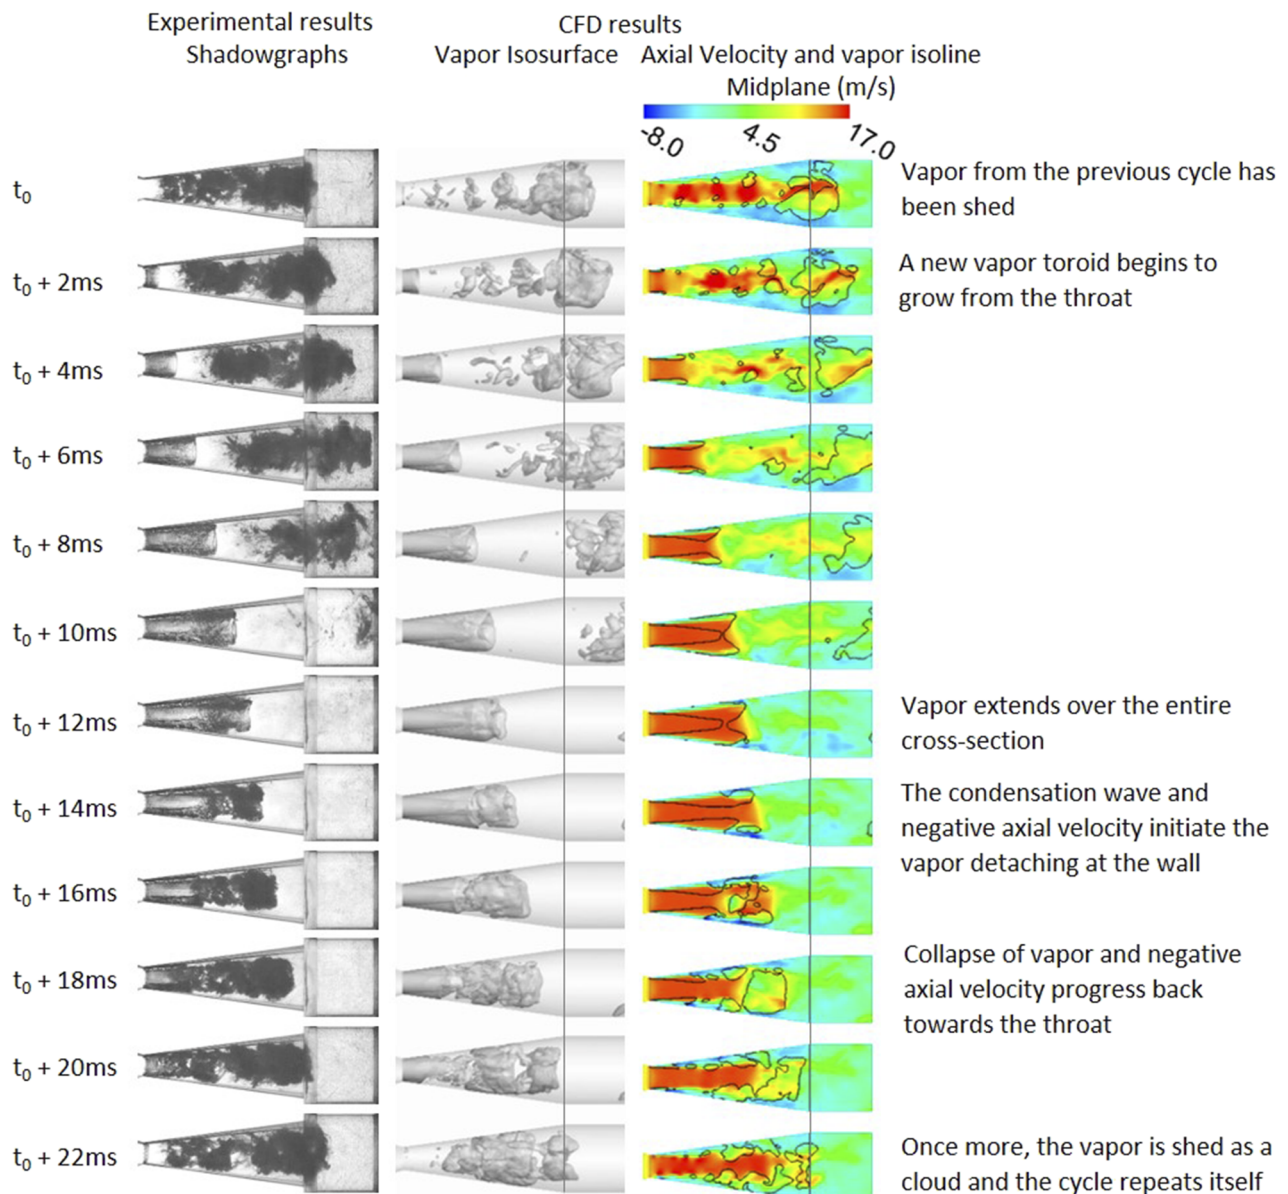 Experimental results
Shadowgraphs
CFD results
Vapor Isosurface
Axial Velocity and vapor isoline
Midplane (m/s)
-8.0
4.5
17.0
t0
Vapor from the previous cycle has
been shed
t0 + 2ms
A new vapor toroid begins to
grow from the throat
t0 + 4ms
t0 + 6ms
t0 + 8ms
t0 + 10ms
t0 + 12ms
Vapor extends over the entire
cross-section
t0 + 14ms
The condensation wave and
negative axial velocity initiate the
vapor detaching at the wall
t0 + 16ms
t0 + 18ms
Collapse of vapor and negative
axial velocity progress back
towards the throat
t0 + 20ms
t0 + 22ms
Once more, the vapor is shed as a
cloud and the cycle repeats itself